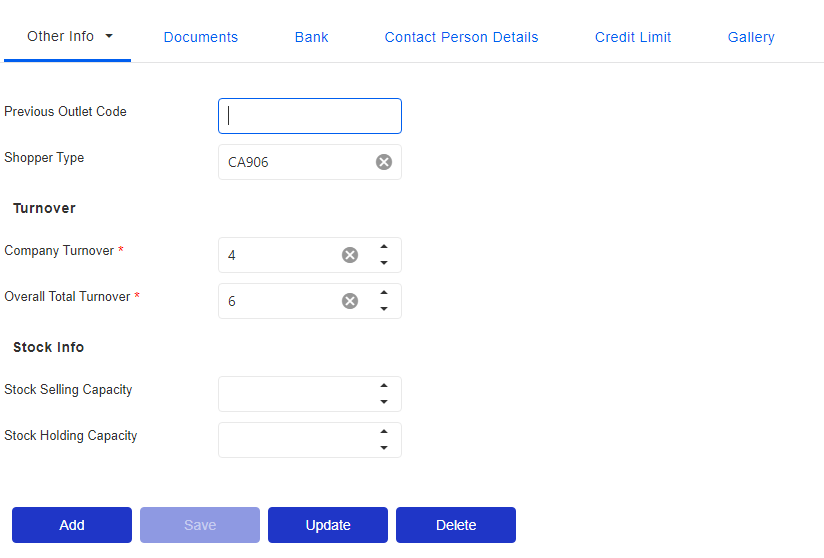 Other Info Documents Bank Contact Person Details Credit Limit Gallery
Previous Outlet Code
Shopper Type CA906
Turnover
Company Turnover * 4
Overall Total Turnover * 6
Stock Info
Stock Selling Capacity
Stock Holding Capacity
Add Save Update Delete